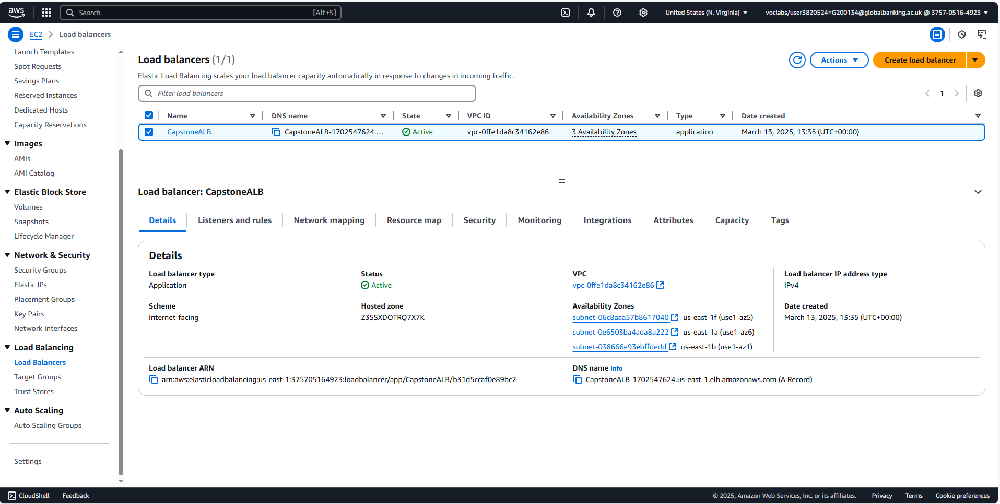 aws Search [Alt+S] United States (N. Virginia) voclabs/user3820524=G200134@globalbanking.ac.uk @ 3757-0516-4923
EC2 Load balancers
Launch Templates
Spot Requests
Savings Plans
Reserved Instances
Dedicated Hosts
Capacity Reservations
Images
AMIs
AMI Catalog
Elastic Block Store
Volumes
Snapshots
Lifecycle Manager
Network & Security
Security Groups
Elastic IPs
Placement Groups
Key Pairs
Network Interfaces
Load Balancing
Load Balancers
Target Groups
Trust Stores
Auto Scaling
Auto Scaling Groups
Settings
Load balancers (1/1) Actions Create load balancer
Elastic Load Balancing scales your load balancer capacity automatically in response to changes in incoming traffic.
Filter load balancers 1
Name DNS name State VPC ID Availability Zones Type Date created
CapstoneALB CapstoneALB-1702547624.... Active vpc-0ffe1da8c34162e86 3 Availability Zones application March 13, 2025, 13:35 (UTC+00:00)
Load balancer: CapstoneALB
Details Listeners and rules Network mapping Resource map Security Monitoring Integrations Attributes Capacity Tags
Details
Load balancer type
Application
Scheme
Internet-facing
Status
Active
Hosted zone
Z35SXDOTRQ7X7K
VPC
vpc-0ffe1da8c34162e86
Availability Zones
subnet-06c8aaa57b8617040 us-east-1f (use1-az5)
subnet-0e6503ba4ada8a222 us-east-1a (use1-az6)
subnet-038666e93ebffdedd us-east-1b (use1-az1)
Load balancer IP address type
IPv4
Date created
March 13, 2025, 13:35 (UTC+00:00)
Load balancer ARN
arn:aws:elasticloadbalancing:us-east-1:375705164923:loadbalancer/app/CapstoneALB/b31d5ccaf0e89bc2
DNS name Info
CapstoneALB-1702547624.us-east-1.elb.amazonaws.com (A Record)
CloudShell Feedback © 2025, Amazon Web Services, Inc. or its affiliates. Privacy Terms Cookie preferences